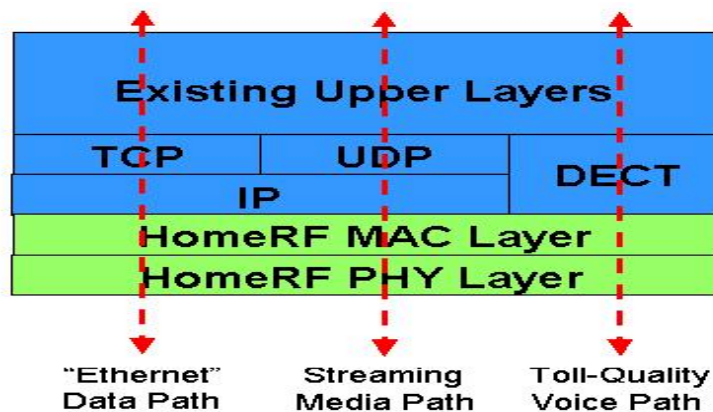 Existing Upper Layers
TCP UDP
DECT
IP
HomeRF MAC Layer
HomeRF PHY Layer
“Ethernet” Data Path
Streaming Media Path
Toll-Quality Voice Path